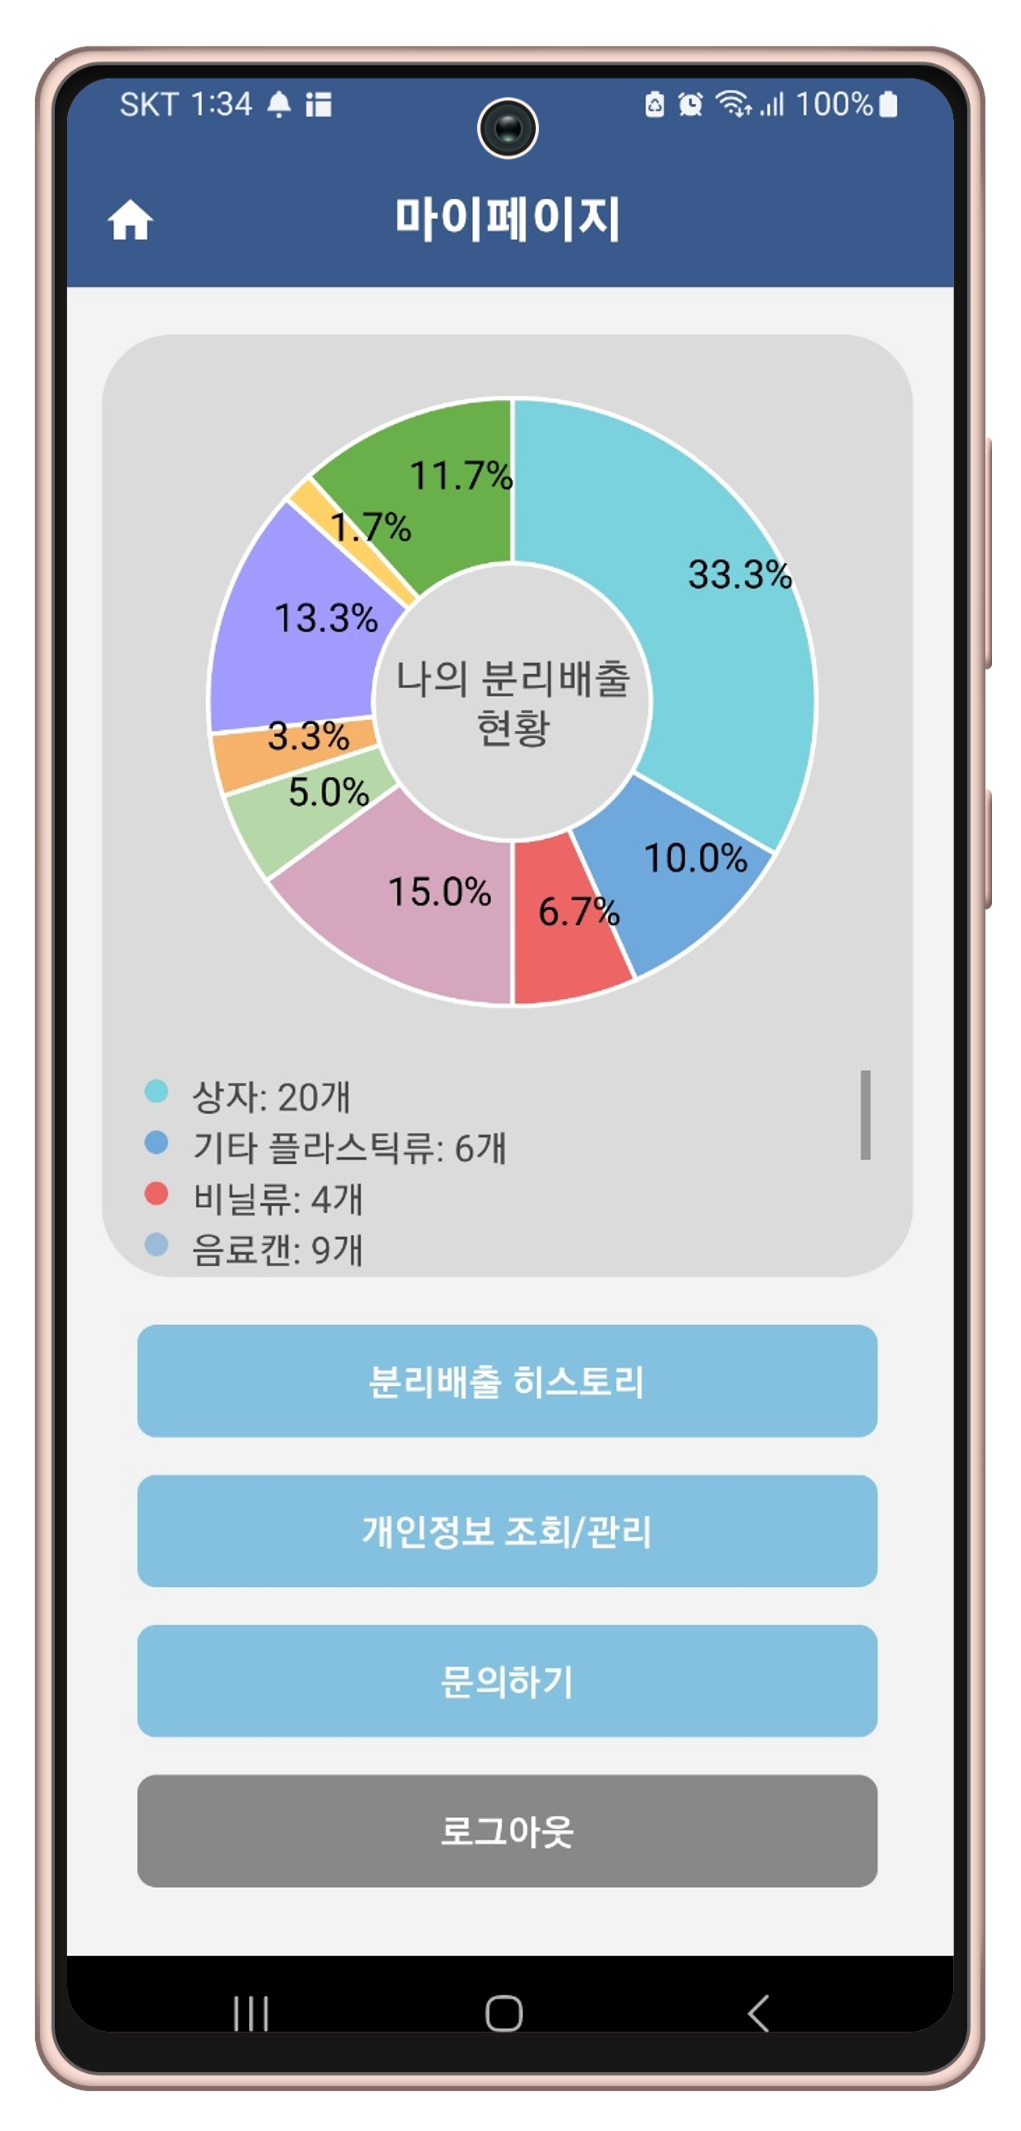 SKT 1:34 100%
마이페이지
11.7%
33.3%
1.7%
13.3%
나의 분리배출
현황
3.3%
5.0%
10.0%
15.0%
6.7%
상자: 20개
기타 플라스틱류: 6개
비닐류: 4개
음료캔: 9개
분리배출 히스토리
개인정보 조회/관리
문의하기
로그아웃